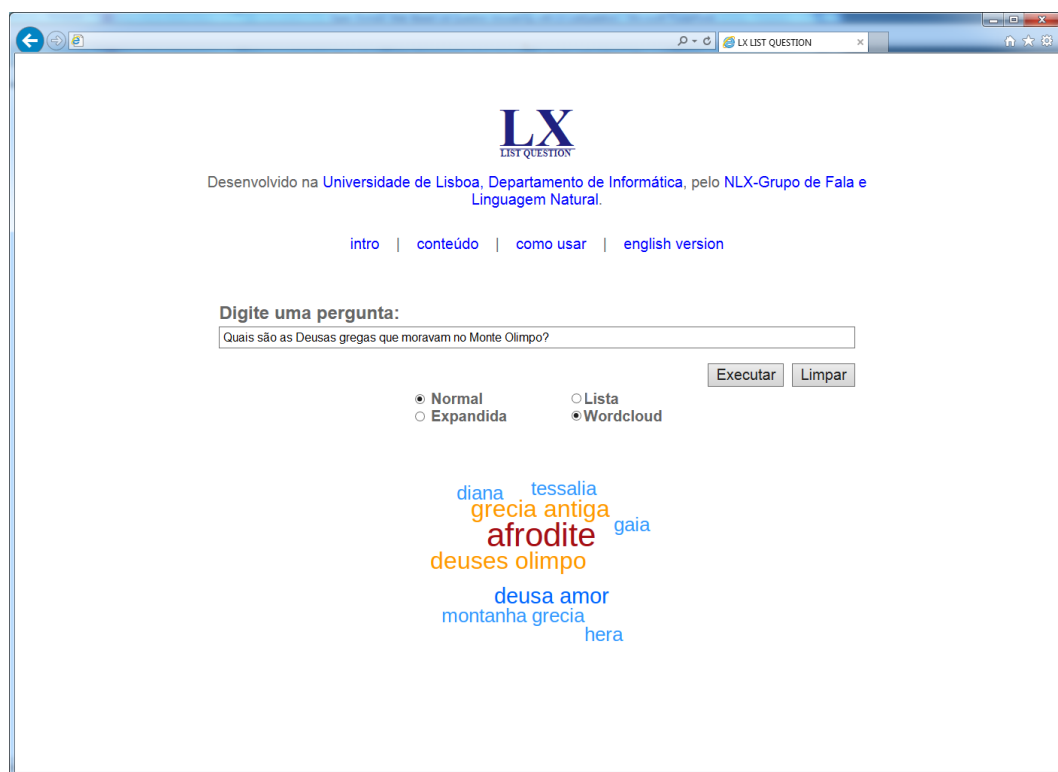 LX LIST QUESTION
LX
LIST QUESTION
Desenvolvido na Universidade de Lisboa, Departamento de Informática, pelo NLX-Grupo de Fala e
Linguagem Natural.
intro | conteúdo | como usar | english version
Digite uma pergunta:
Quais são as Deusas gregas que moravam no Monte Olimpo?
Executar Limpar
Normal Lista
Expandida Wordcloud
diana tessalia
grecia antiga
afrodite gaia
deuses olimpo
deusa amor
montanha grecia
hera